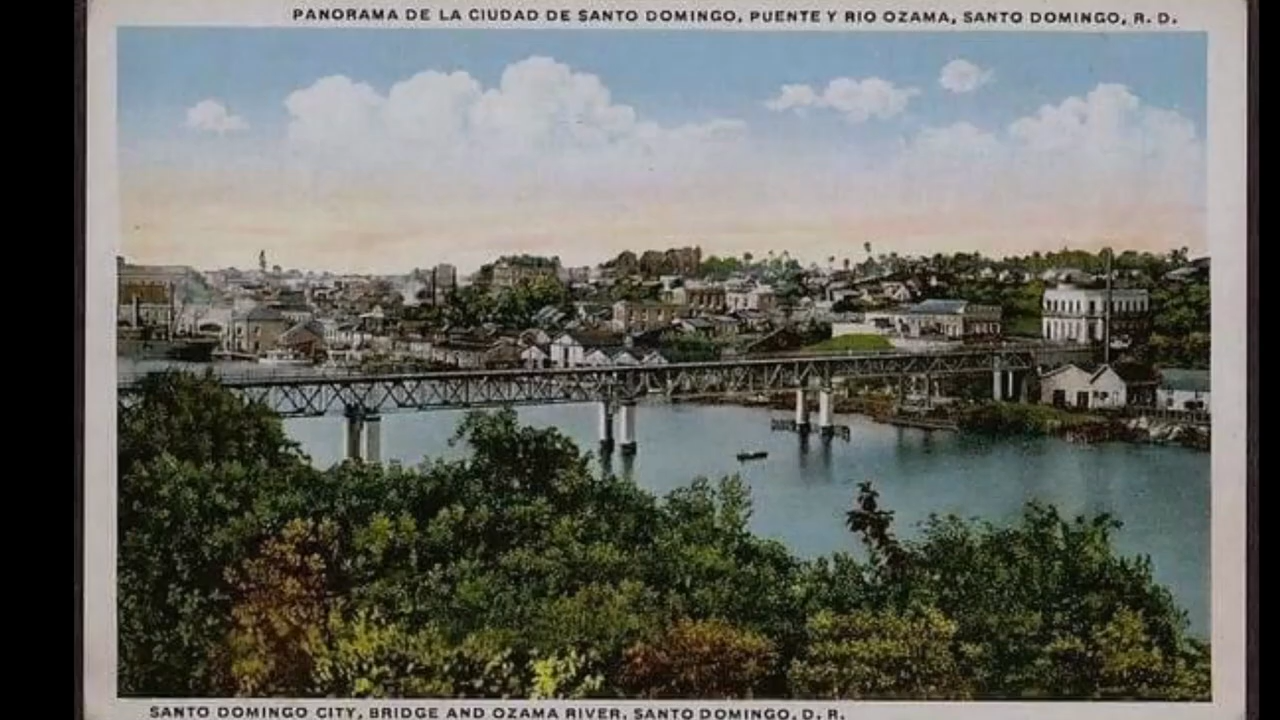 PANORAMA DE LA CIUDAD DE SANTO DOMINGO, PUENTE Y RIO OZAMA, SANTO DOMINGO, R. D.
SANTO DOMINGO CITY, BRIDGE AND OZAMA RIVER, SANTO DOMINGO, D. R.